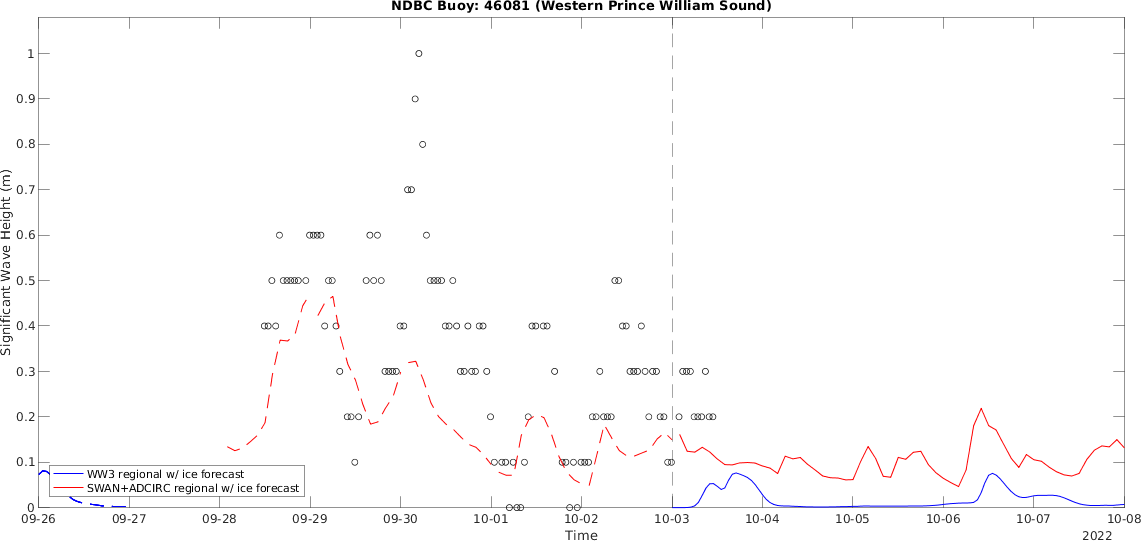 NDBC Buoy: 46081 (Western Prince William Sound)
Significant Wave Height (m)
1
0.9
0.8
0.7
0.6
0.5
0.4
0.3
0.2
0.1
0
WW3 regional w/ ice forecast
SWAN+ADCIRC regional w/ ice forecast
09-26 09-27 09-28 09-29 09-30 10-01 10-02 10-03 10-04 10-05 10-06 10-07 10-08
Time
2022